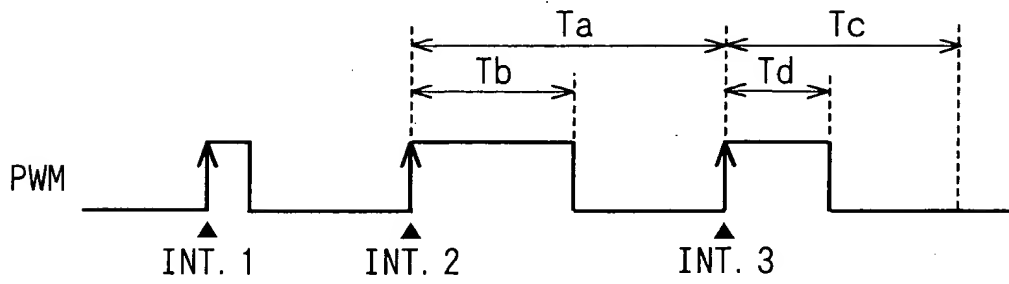 Ta
Tc
Tb
Td
PWM
INT. 1
INT. 2
INT. 3